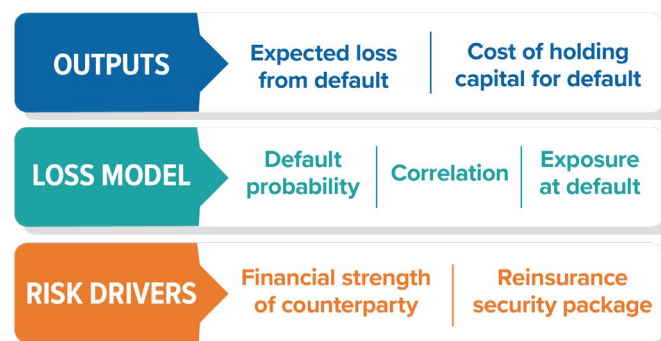 OUTPUTS
Expected loss
from default
Cost of holding
capital for default
LOSS MODEL
Default
probability
Correlation
Exposure
at default
RISK DRIVERS
Financial strength
of counterparty
Reinsurance
security package